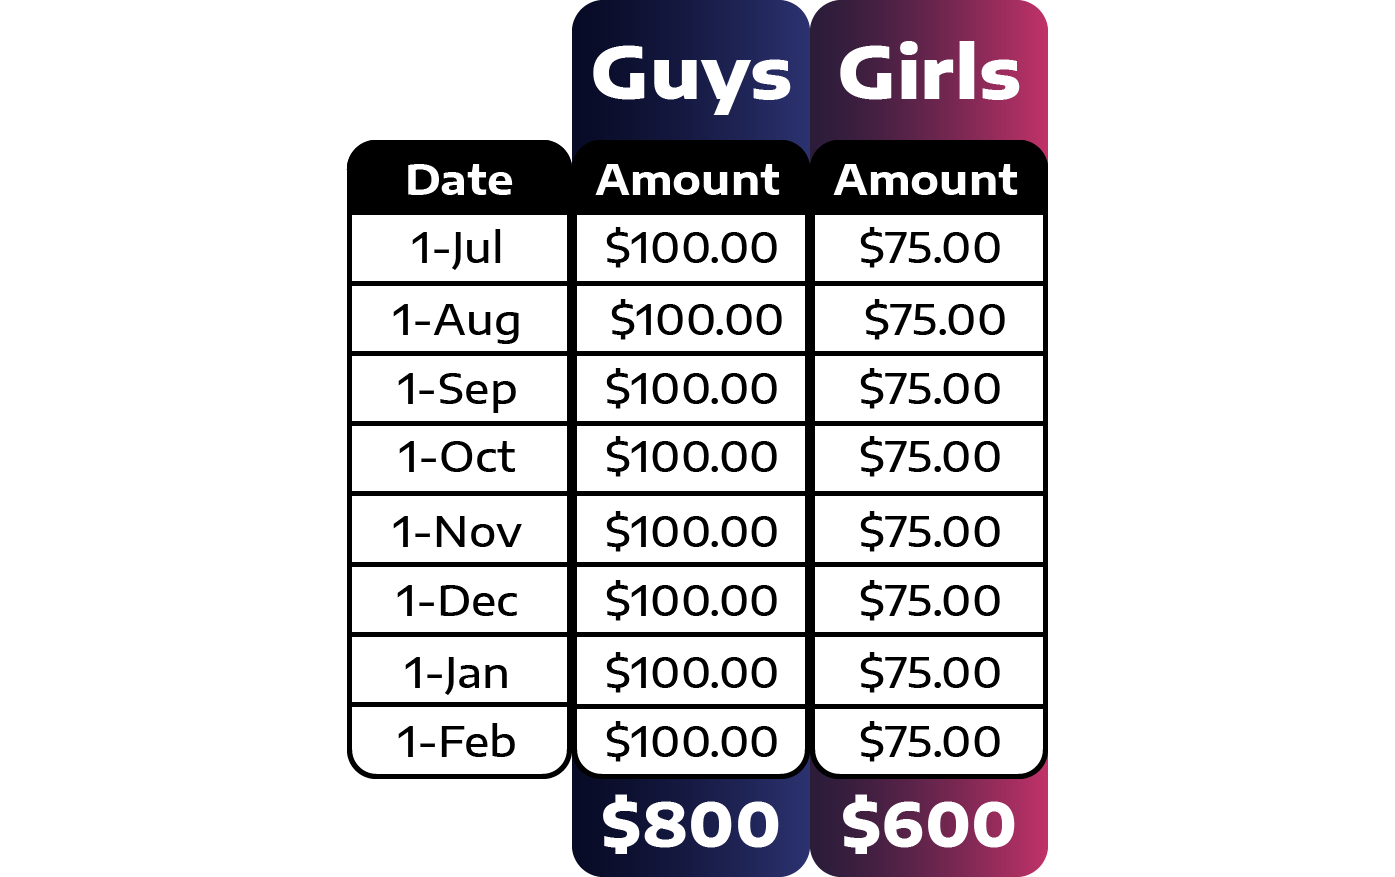 Guys Girls
Date Amount Amount
1-Jul $100.00 $75.00
1-Aug $100.00 $75.00
1-Sep $100.00 $75.00
1-Oct $100.00 $75.00
1-Nov $100.00 $75.00
1-Dec $100.00 $75.00
1-Jan $100.00 $75.00
1-Feb $100.00 $75.00
$800 $600